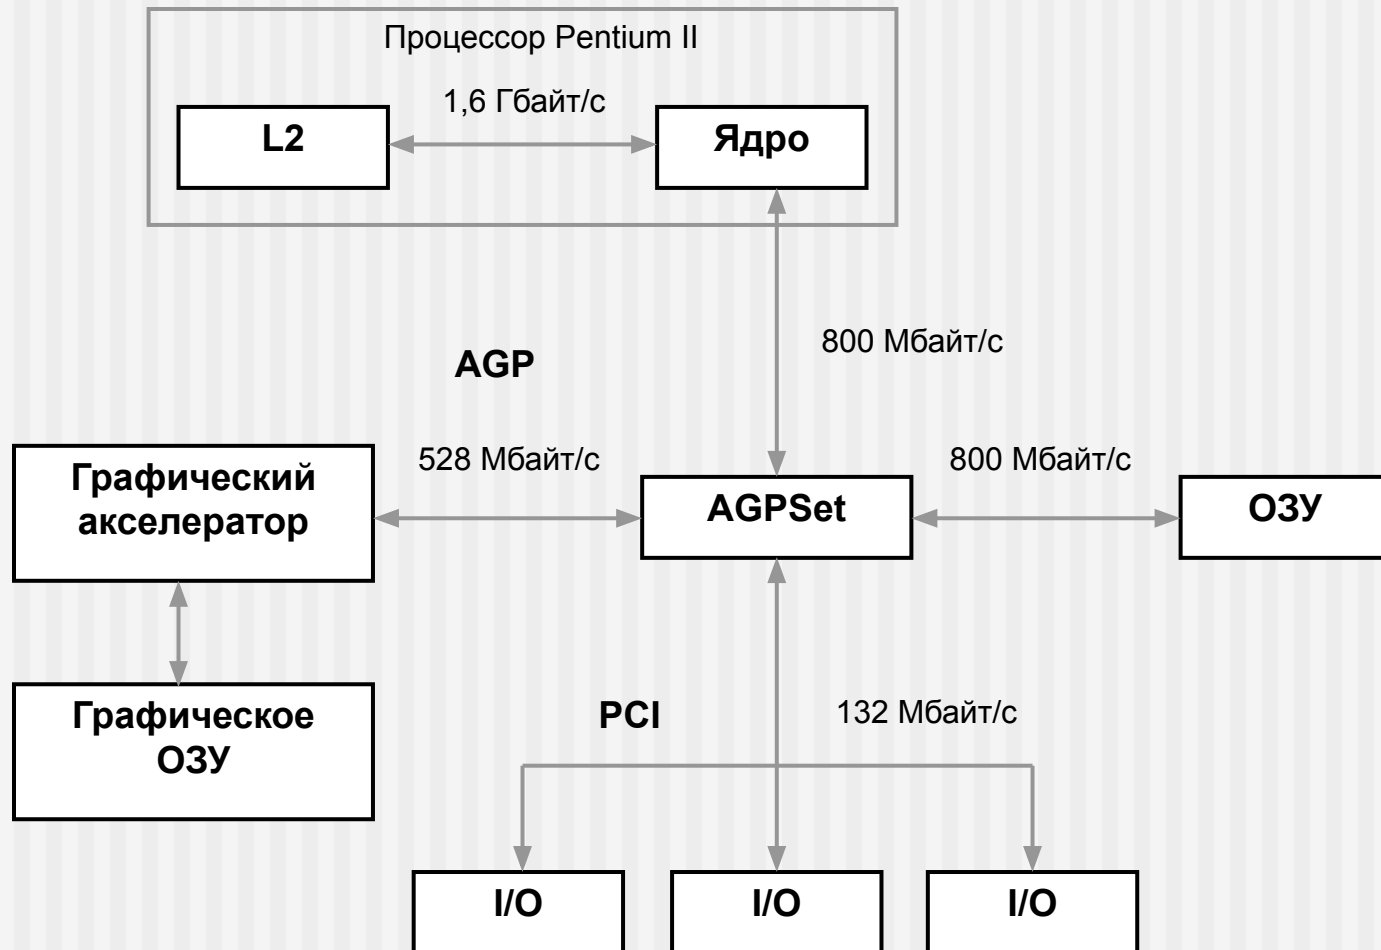 Процессор Pentium II
1,6 Гбайт/с
L2
Ядро
800 Мбайт/с
AGP
528 Мбайт/с
800 Мбайт/с
Графический
акселератор
AGPSet
ОЗУ
Графическое
ОЗУ
PCI
132 Мбайт/с
I/O
I/O
I/O